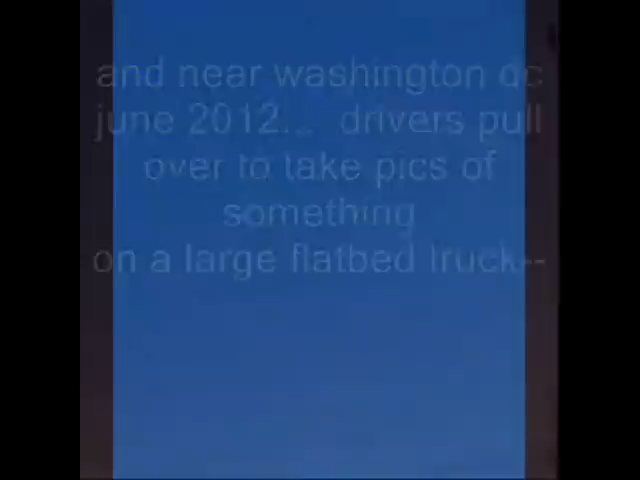 and near washington dc
june 2012... drivers pull
over to take pics of
something
on a large flatbed truck--